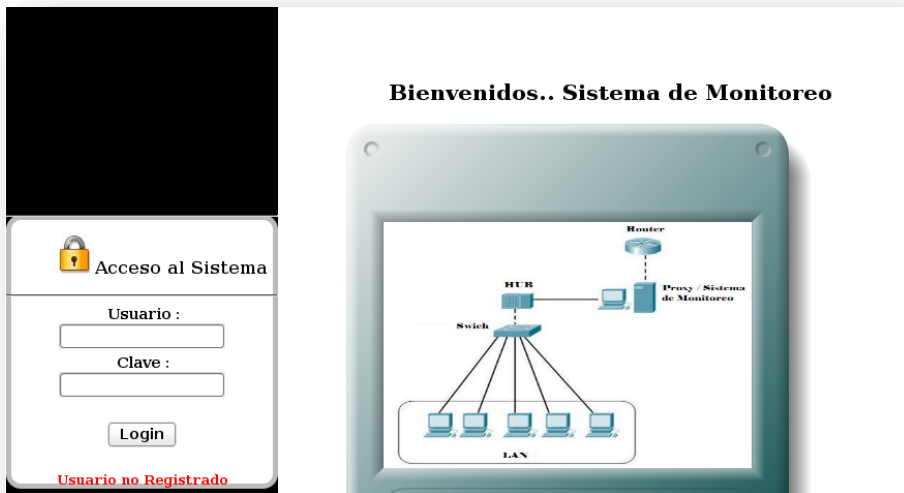 Bienvenidos.. Sistema de Monitoreo
Acceso al Sistema
Usuario :
Clave :
Login
Usuario no Registrado
Router
HUB
Proxy / Sistema
de Monitoreo
Swich
LAN